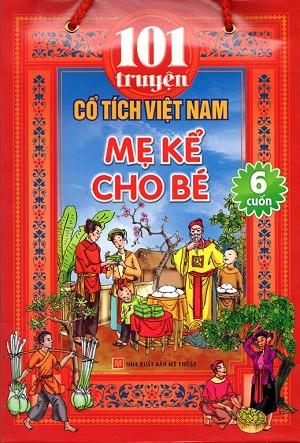 101
truyện
CỔ TÍCH VIỆT NAM
MẸ KỂ
CHO BÉ
6
cuốn
NHÀ XUẤT BẢN MỸ THUẬT